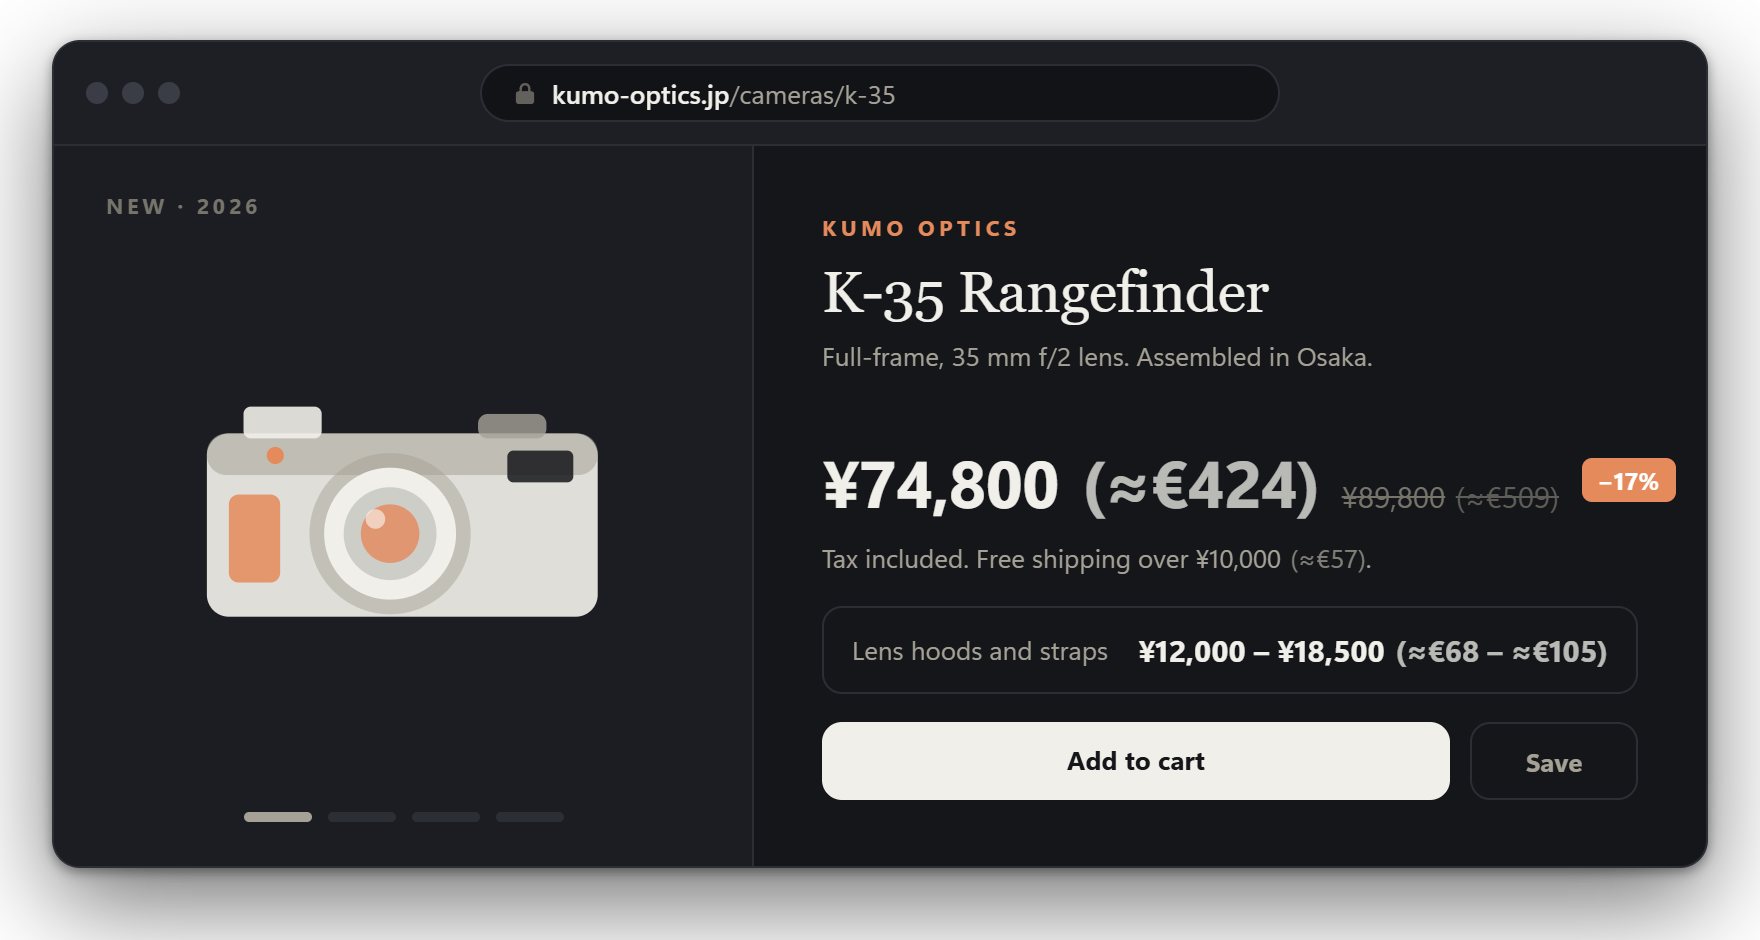 kumo-optics.jp/cameras/k-35
NEW · 2026
KUMO OPTICS
K-35 Rangefinder
Full-frame, 35 mm f/2 lens. Assembled in Osaka.
¥74,800 (≈€424) ¥89,800 (≈€509) −17%
Tax included. Free shipping over ¥10,000 (≈€57).
Lens hoods and straps ¥12,000 – ¥18,500 (≈€68 – ≈€105)
Add to cart Save